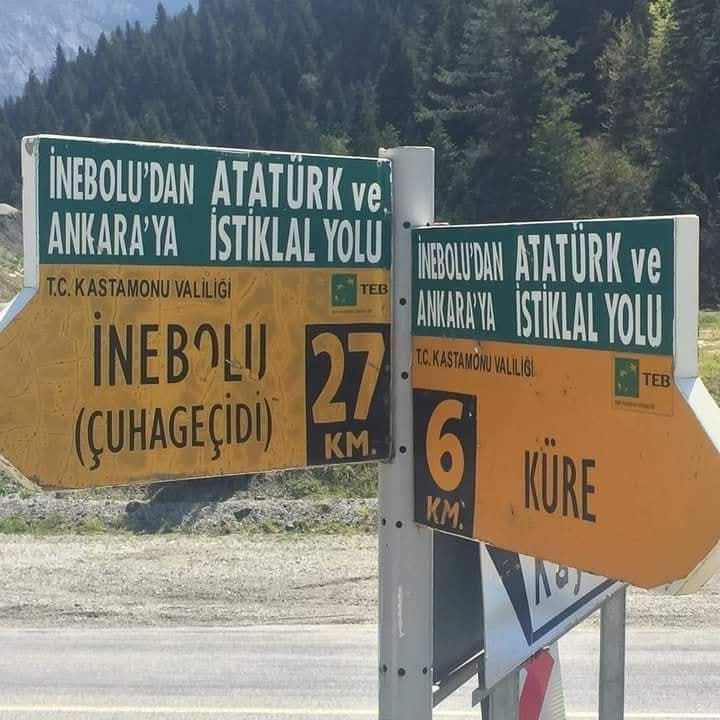 İNEBOLU'DAN ATATÜRK ve
ANKARA'YA İSTİKLAL YOLU
T.C. KASTAMONU VALİLİĞİ TEB
İNEBOLU 27
(ÇUHAGEÇİDİ) KM.
İNEBOLU'DAN ATATÜRK ve
ANKARA'YA İSTİKLAL YOLU
T.C. KASTAMONU VALİLİĞİ TEB
6 KÜRE
KM.